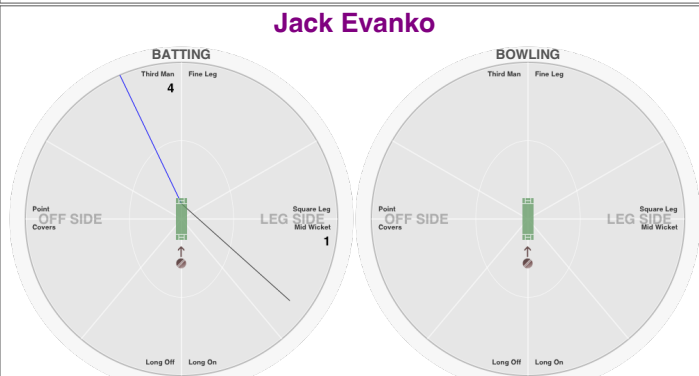 Jack Evanko
BATTING
Third Man Fine Leg
4
Point Square Leg
OFF SIDE LEG SIDE
Covers Mid Wicket
1
Long Off Long On
BOWLING
Third Man Fine Leg
Point Square Leg
OFF SIDE LEG SIDE
Covers Mid Wicket
Long Off Long On